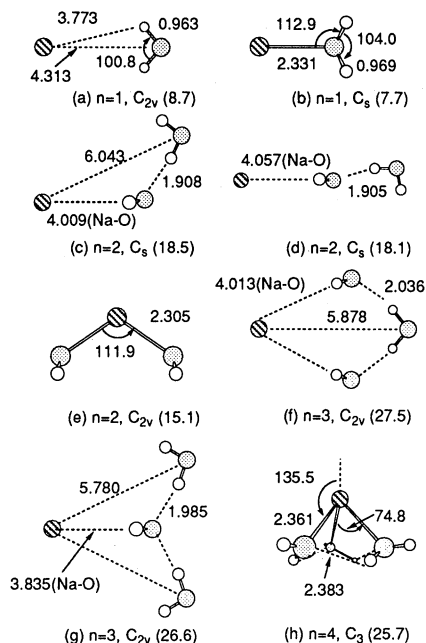 3.773
0.963
4.313
100.8
(a) n=1, C2v (8.7)
112.9
104.0
2.331
0.969
(b) n=1, Cs (7.7)
6.043
1.908
4.009(Na-O)
(c) n=2, Cs (18.5)
4.057(Na-O)
1.905
(d) n=2, Cs (18.1)
2.305
111.9
(e) n=2, C2v (15.1)
4.013(Na-O)
2.036
5.878
(f) n=3, C2v (27.5)
5.780
1.985
3.835(Na-O)
(g) n=3, C2v (26.6)
135.5
2.361
74.8
2.383
(h) n=4, C3 (25.7)